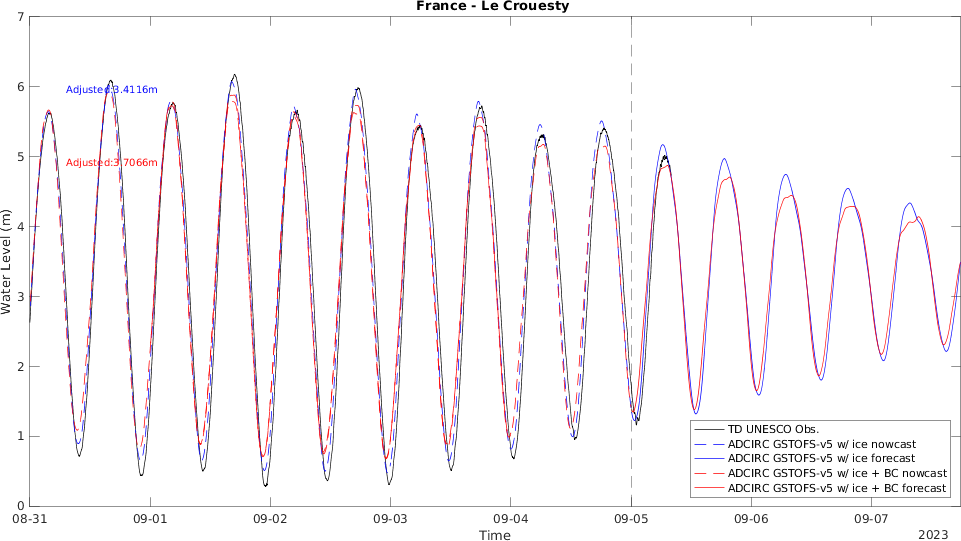 France - Le Crouesty
7
6
5
4
3
2
1
0
Water Level (m)
Adjusted:3.4116m
Adjusted:3.7066m
TD UNESCO Obs.
ADCIRC GSTOFS-v5 w/ ice nowcast
ADCIRC GSTOFS-v5 w/ ice forecast
ADCIRC GSTOFS-v5 w/ ice + BC nowcast
ADCIRC GSTOFS-v5 w/ ice + BC forecast
08-31 09-01 09-02 09-03 09-04 09-05 09-06 09-07
Time
2023